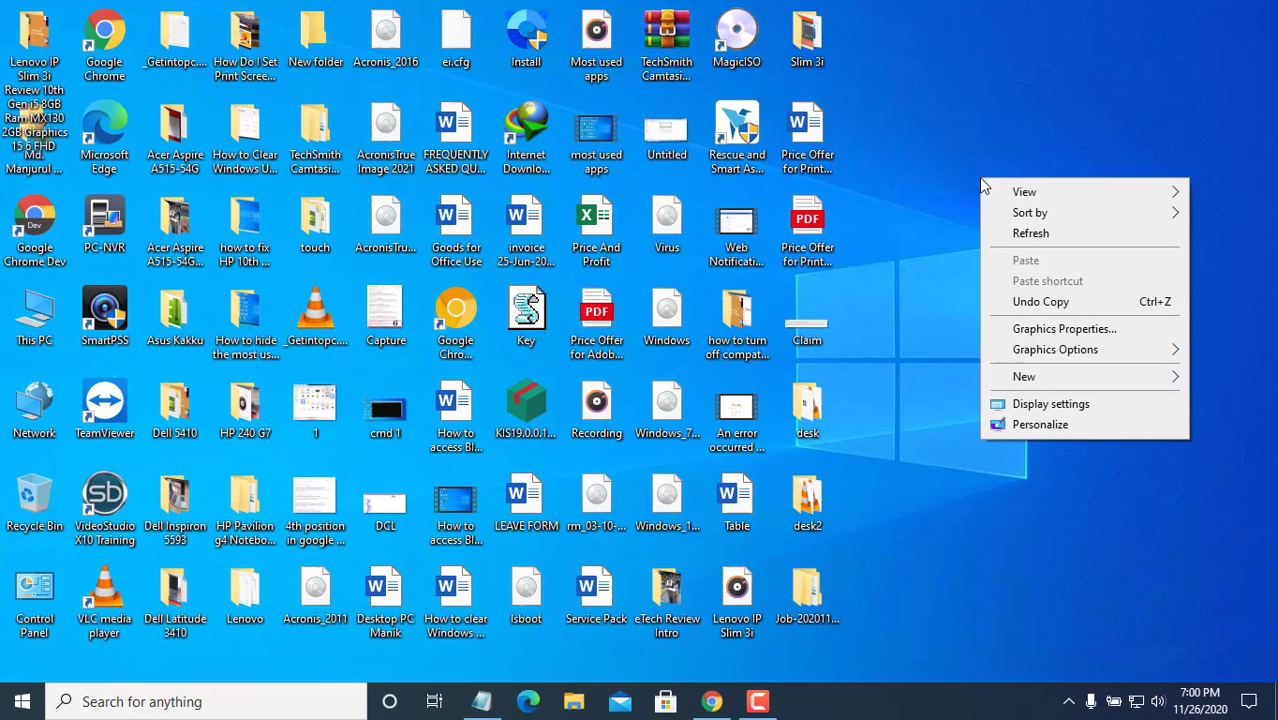 Lenovo IP
Slim 3i
Review 10th
Gen i5 8GB
Ram MX130
2GB Graphics
15 6 FHD
Google
Chrome
_Getintopc....
How Do I Set
Print Scree...
New folder
Acronis_2016
ei.cfg
Install
Most used
apps
TechSmith
Camtasi...
MagicISO
Slim 3i
Md.
Manjurul ...
Microsoft
Edge
Acer Aspire
A515-54G
How to Clear
Windows U...
TechSmith
Camtasi...
AcronisTrue
Image 2021
FREQUENTLY
ASKED QU...
Internet
Downlo...
most used
apps
Untitled
Rescue and
Smart As...
Price Offer
for Print...
Dev
Google
Chrome Dev
PC-NVR
Acer Aspire
A515-54G...
how to fix
HP 10th ...
touch
AcronisTru...
Goods for
Office Use
invoice
25-Jun-20...
Price And
Profit
Virus
Web
Notificati...
PDF
Price Offer
for Print...
This PC
SmartPSS
Asus Kakku
How to hide
the most us...
_Getintopc....
Capture
Google
Chro...
Key
PDF
Price Offer
for Adob...
Windows
how to turn
off compat...
Claim
Network
TeamViewer
Dell 5410
HP 240 G7
1
cmd 1
How to
access Bl...
KIS19.0.0.1...
Recording
Windows_7...
An error
occurred ...
desk
Recycle Bin
VideoStudio
X10 Training
Dell Inspiron
5593
HP Pavilion
g4 Notebo...
4th position
in google ...
DCL
How to
access Bl...
LEAVE FORM
rm_03-10-...
Windows_1...
Table
desk2
Control
Panel
VLC media
player
Dell Latitude
3410
Lenovo
Acronis_2011
Desktop PC
Manik
How to clear
Windows ...
Isboot
Service Pack
eTech Review
Intro
Lenovo IP
Slim 3i
Job-202011...
View
Sort by
Refresh
Paste
Paste shortcut
Undo Copy Ctrl+Z
Graphics Properties...
Graphics Options
New
Display settings
Personalize
Search for anything
7:00 PM
11/26/2020